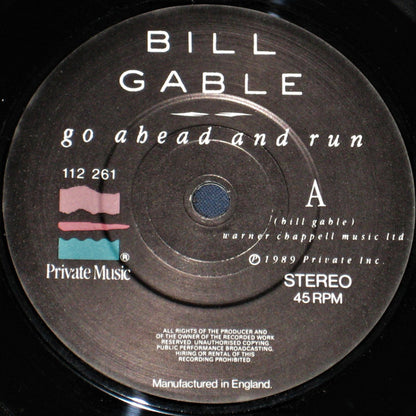 BILL
GABLE
go ahead and run
112 261
A
(bill gable)
warner chappell music ltd
℗ 1989 Private Inc.
Private Music®
STEREO
45 RPM
ALL RIGHTS OF THE PRODUCER AND
OF THE OWNER OF THE RECORDED WORK
RESERVED. UNAUTHORISED COPYING
PUBLIC PERFORMANCE BROADCASTING,
HIRING OR RENTAL OF THIS
RECORDING PROHIBITED
Manufactured in England.